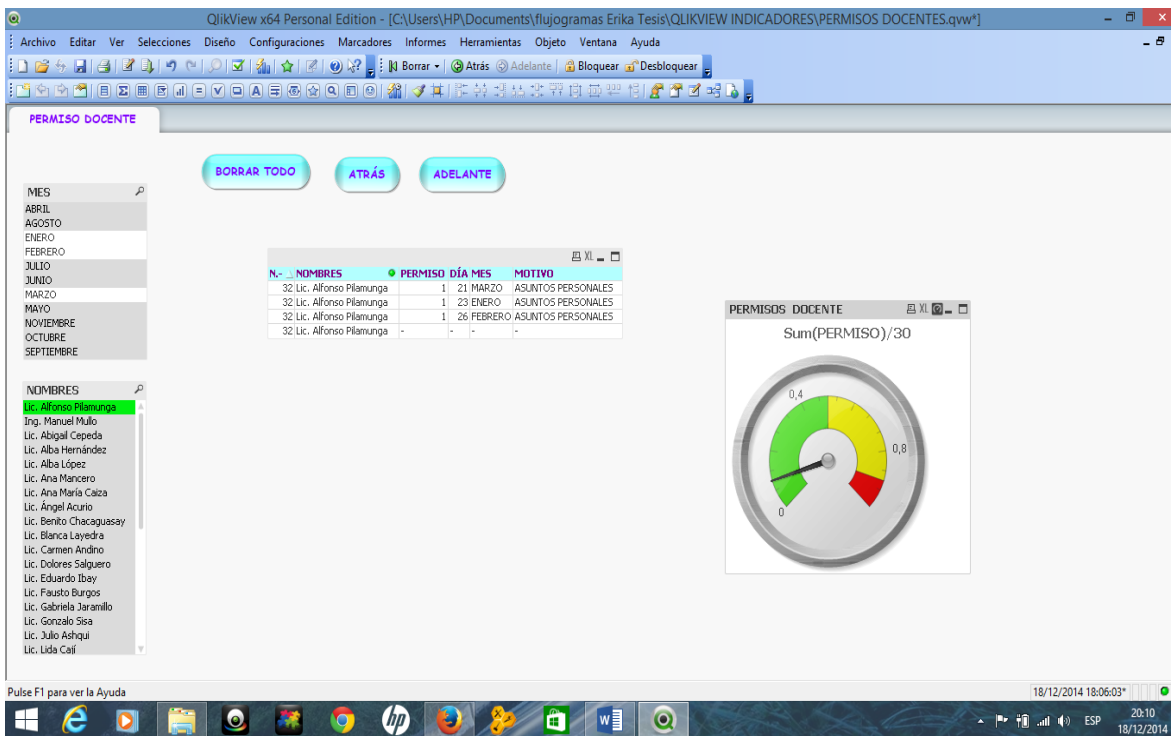 QlikView x64 Personal Edition - [C:\Users\HP\Documents\flujogramas Erika Tesis\QLIKVIEW INDICADORES\PERMISOS DOCENTES.qvw*]
Archivo Editar Ver Selecciones Diseño Configuraciones Marcadores Informes Herramientas Objeto Ventana Ayuda
Borrar Atrás Adelante Bloquear Desbloquear
PERMISO DOCENTE
BORRAR TODO ATRÁS ADELANTE
MES
ABRIL
AGOSTO
ENERO
FEBRERO
JULIO
JUNIO
MARZO
MAYO
NOVIEMBRE
OCTUBRE
SEPTIEMBRE
XL
N.- NOMBRES PERMISO DÍA MES MOTIVO
32 Lic. Alfonso Pilamunga 1 21 MARZO ASUNTOS PERSONALES
32 Lic. Alfonso Pilamunga 1 23 ENERO ASUNTOS PERSONALES
32 Lic. Alfonso Pilamunga 1 26 FEBRERO ASUNTOS PERSONALES
32 Lic. Alfonso Pilamunga - - - -
PERMISOS DOCENTE XL
Sum(PERMISO)/30
0,4
0,8
0
NOMBRES
Lic. Alfonso Pilamunga
Ing. Manuel Mullo
Lic. Abigail Cepeda
Lic. Alba Hernández
Lic. Alba López
Lic. Ana Mancero
Lic. Ana María Caiza
Lic. Ángel Acurio
Lic. Benito Chacaguasay
Lic. Blanca Layedra
Lic. Carmen Andino
Lic. Dolores Salguero
Lic. Eduardo Ibay
Lic. Fausto Burgos
Lic. Gabriela Jaramillo
Lic. Gonzalo Sisa
Lic. Julio Ashqui
Lic. Lida Cají
Pulse F1 para ver la Ayuda
18/12/2014 18:06:03*
ESP
20:10
18/12/2014